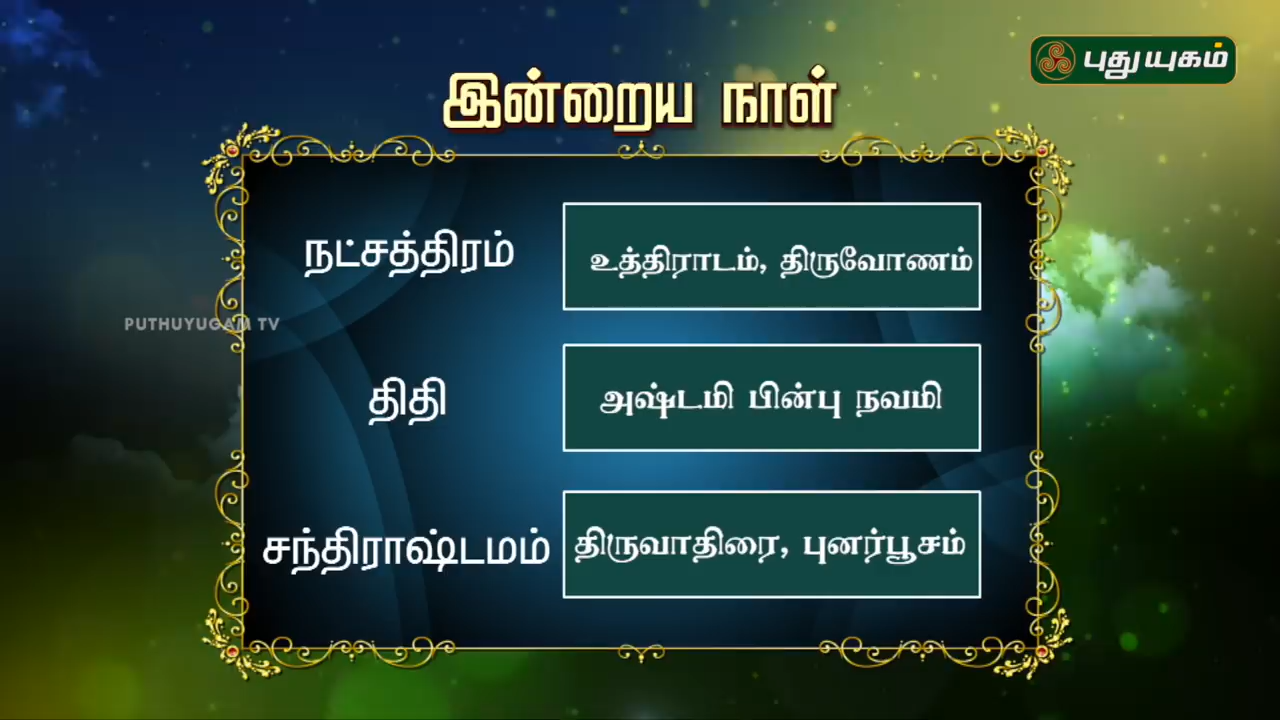 புதுயுகம்
இன்றைய நாள்
நட்சத்திரம்
உத்திராடம், திருவோணம்
PUTHUYUGAM TV
திதி
அஷ்டமி பின்பு நவமி
சந்திராஷ்டமம்
திருவாதிரை, புனர்பூசம்